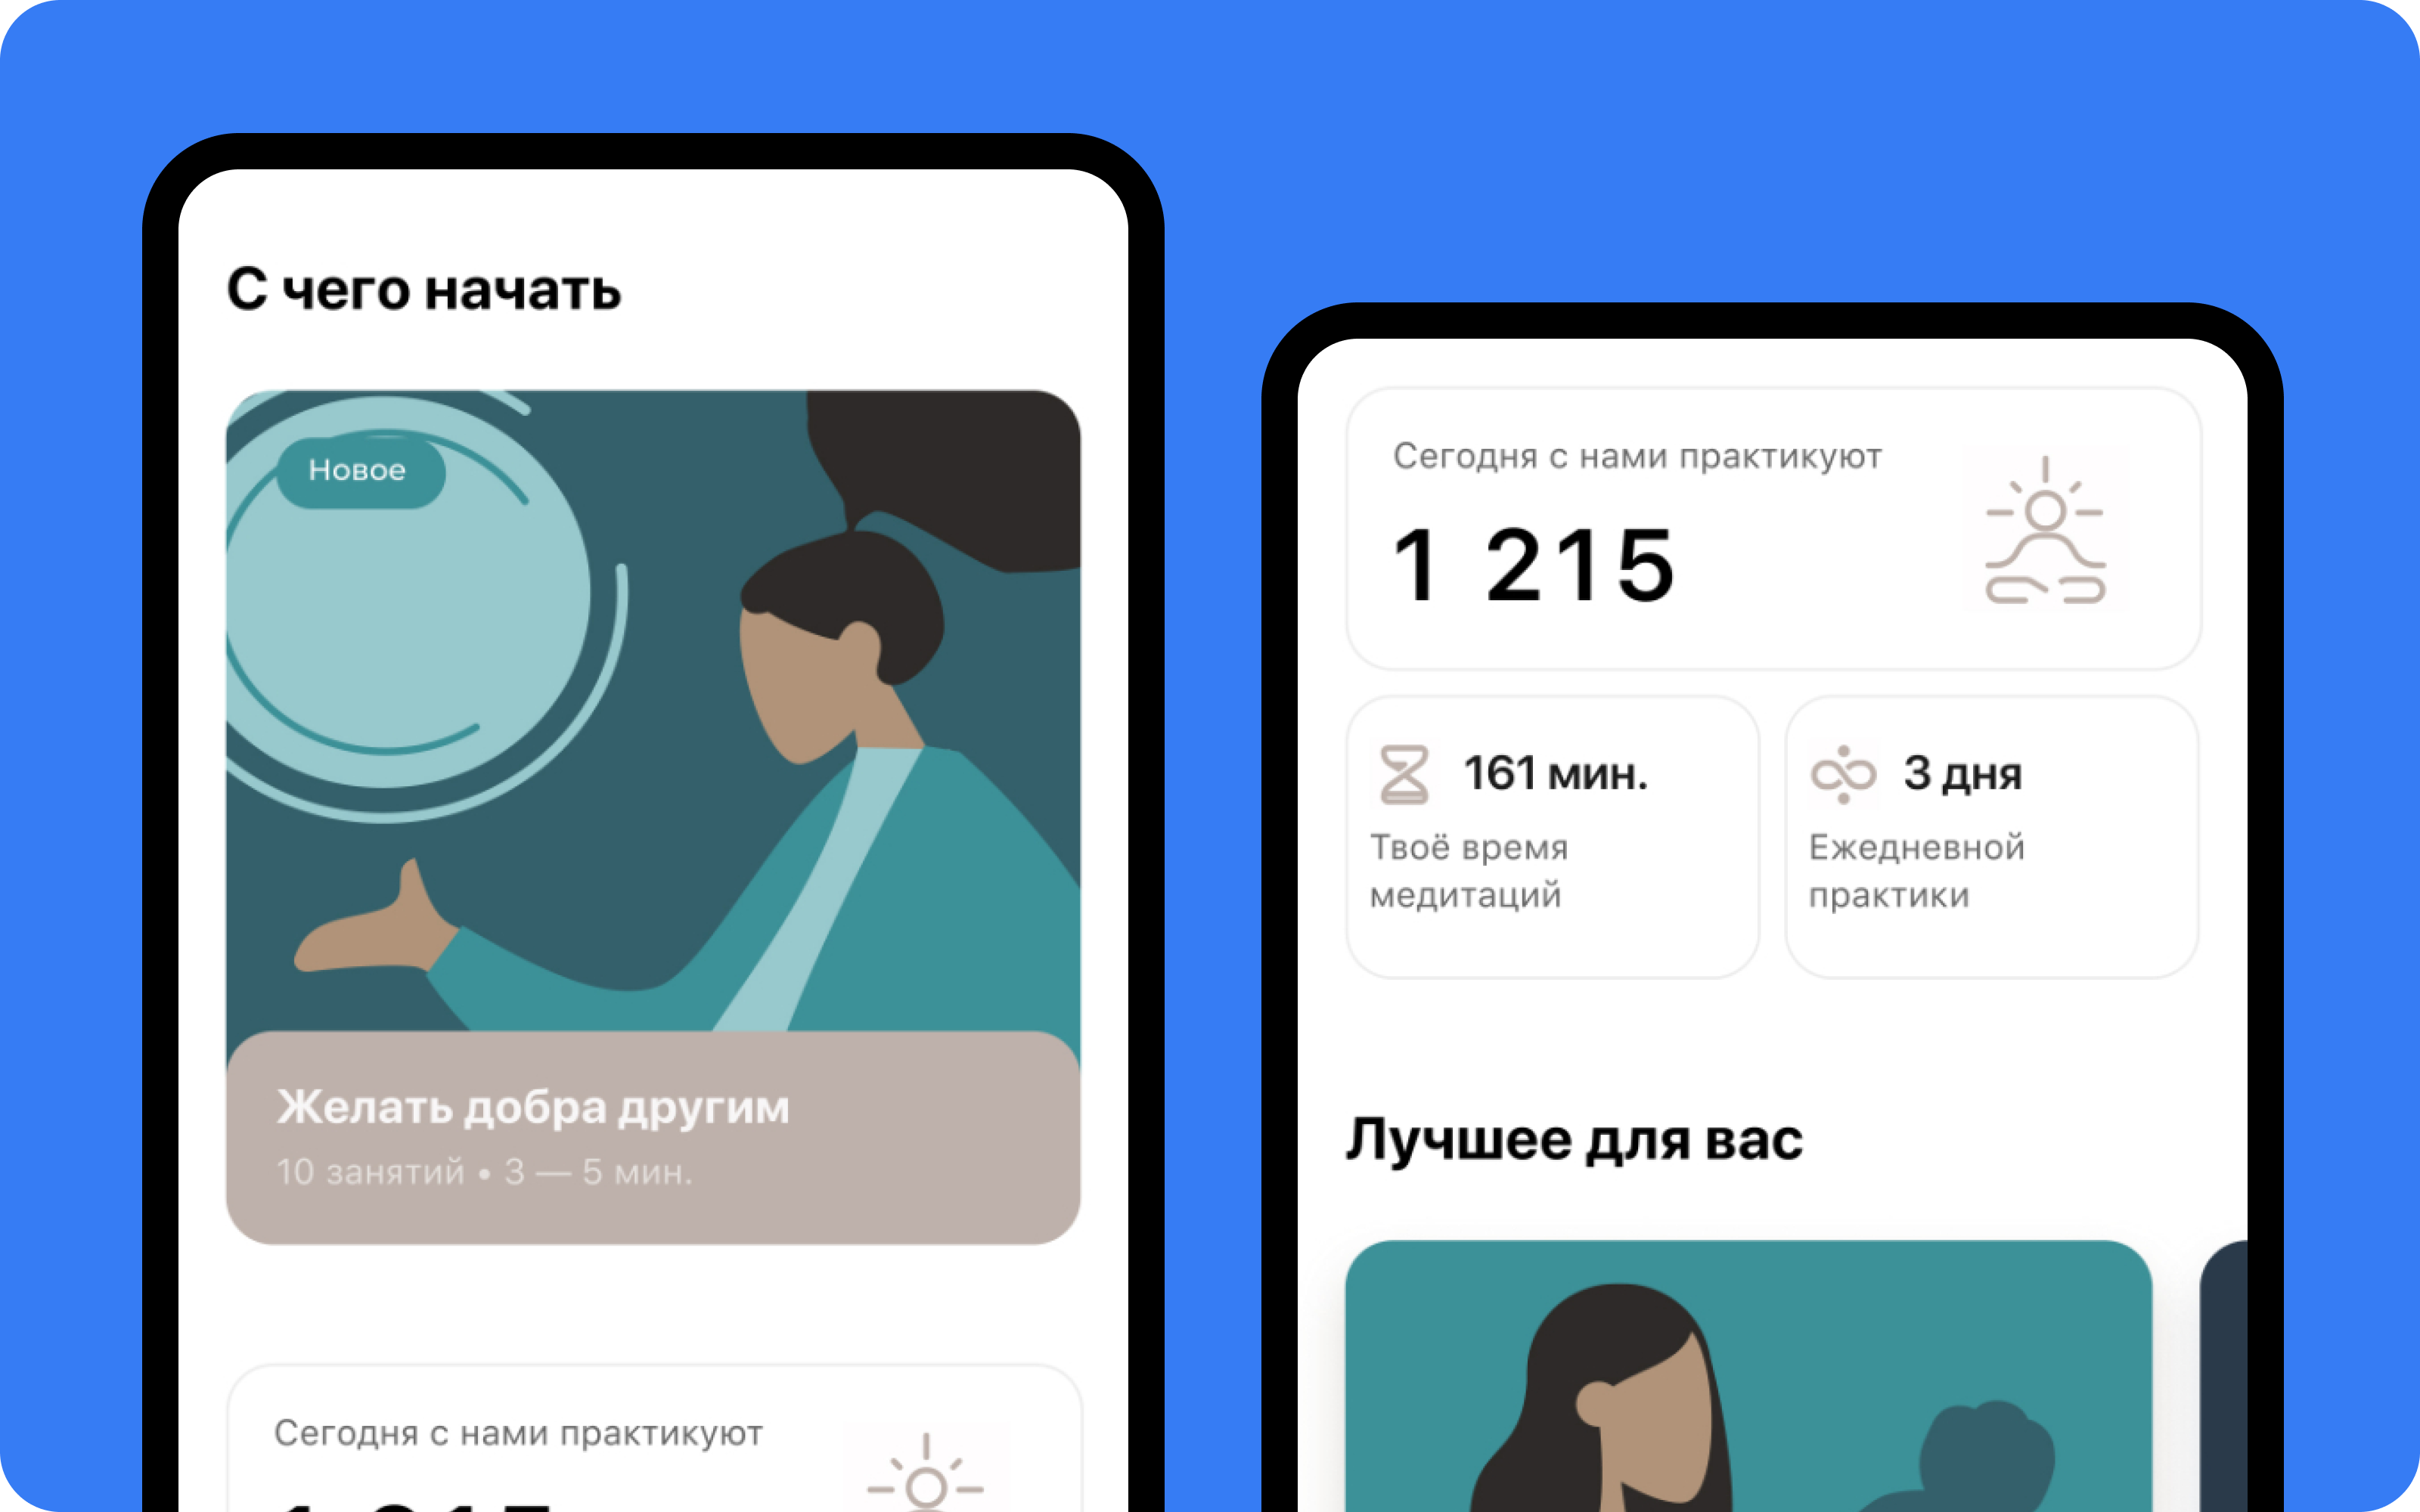 С чего начать
Новое
Желать добра другим
10 занятий • 3 — 5 мин.
Сегодня с нами практикуют
Сегодня с нами практикуют
1 215
161 мин.
Твоё время
медитаций
3 дня
Ежедневной
практики
Лучшее для вас